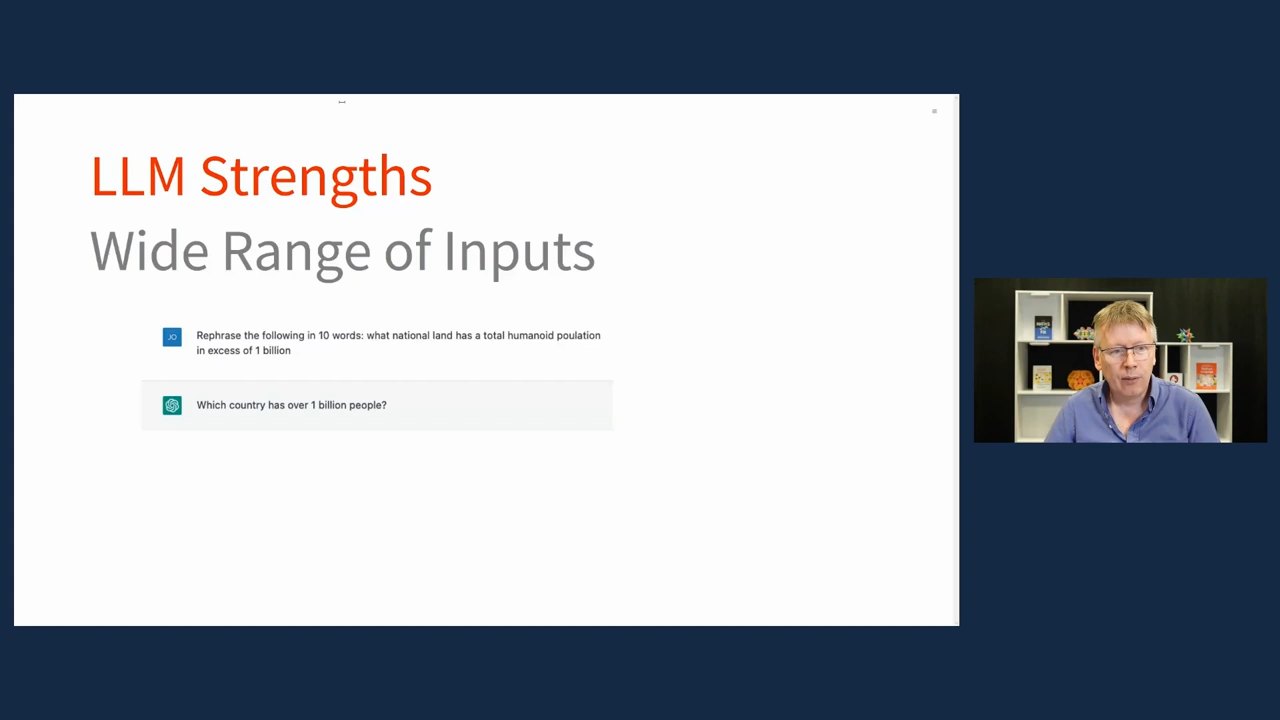 LLM Strengths
Wide Range of Inputs
JO
Rephrase the following in 10 words: what national land has a total humanoid poulation
in excess of 1 billion
Which country has over 1 billion people?